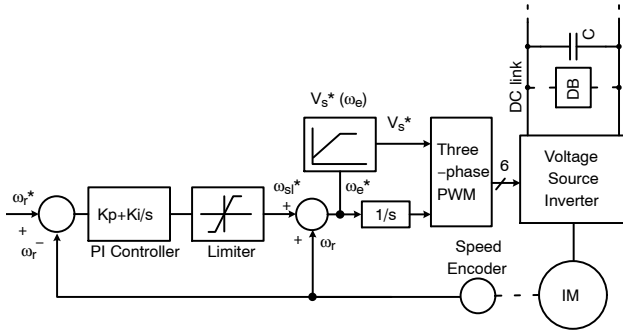 C
DC link
DB
Vs* (ωe)
Vs*
Three
–phase
PWM
6
Voltage
Source
Inverter
ωr*
+
ωr
–
Kp+Ki/s
PI Controller
Limiter
ωsl*
+
+
ωr
ωe*
1/s
Speed
Encoder
IM